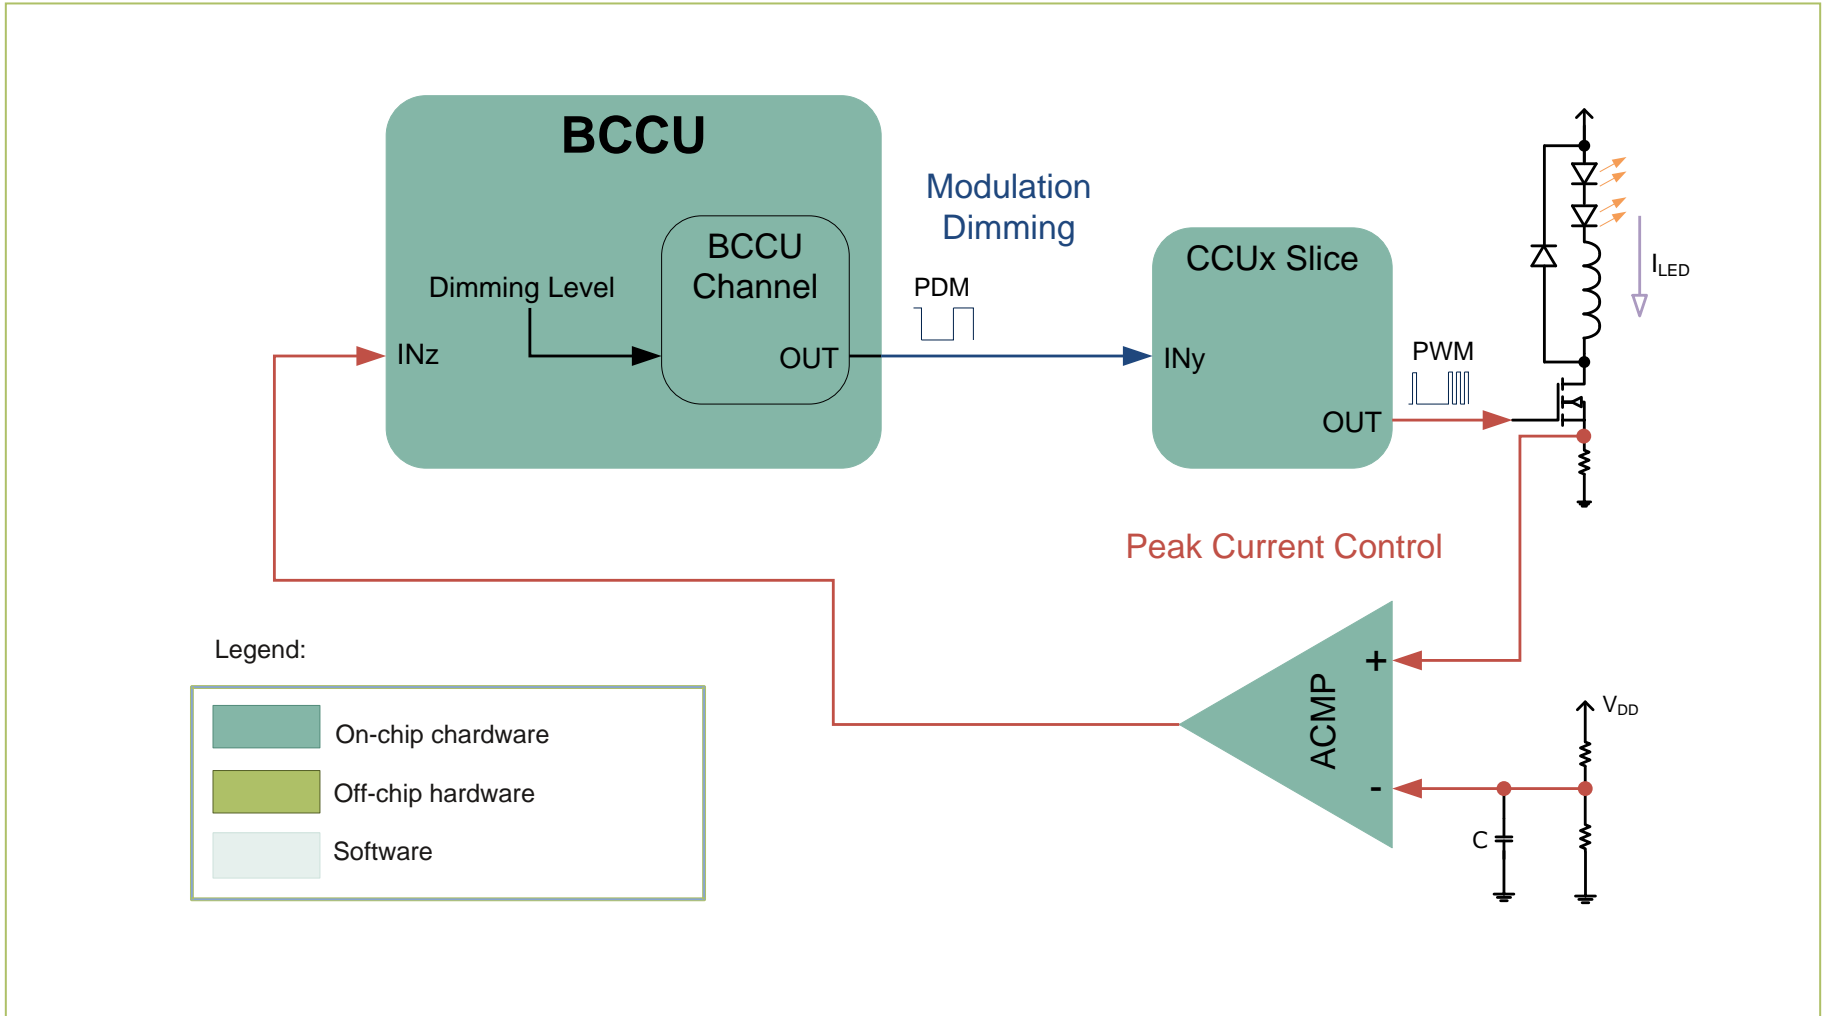 BCCU
Modulation
Dimming
BCCU
Channel
Dimming Level
INz
OUT
PDM
CCUx Slice
INy
OUT
PWM
ILED
Peak Current Control
+
ACMP
-
VDD
C
Legend:
On-chip chardware
Off-chip hardware
Software